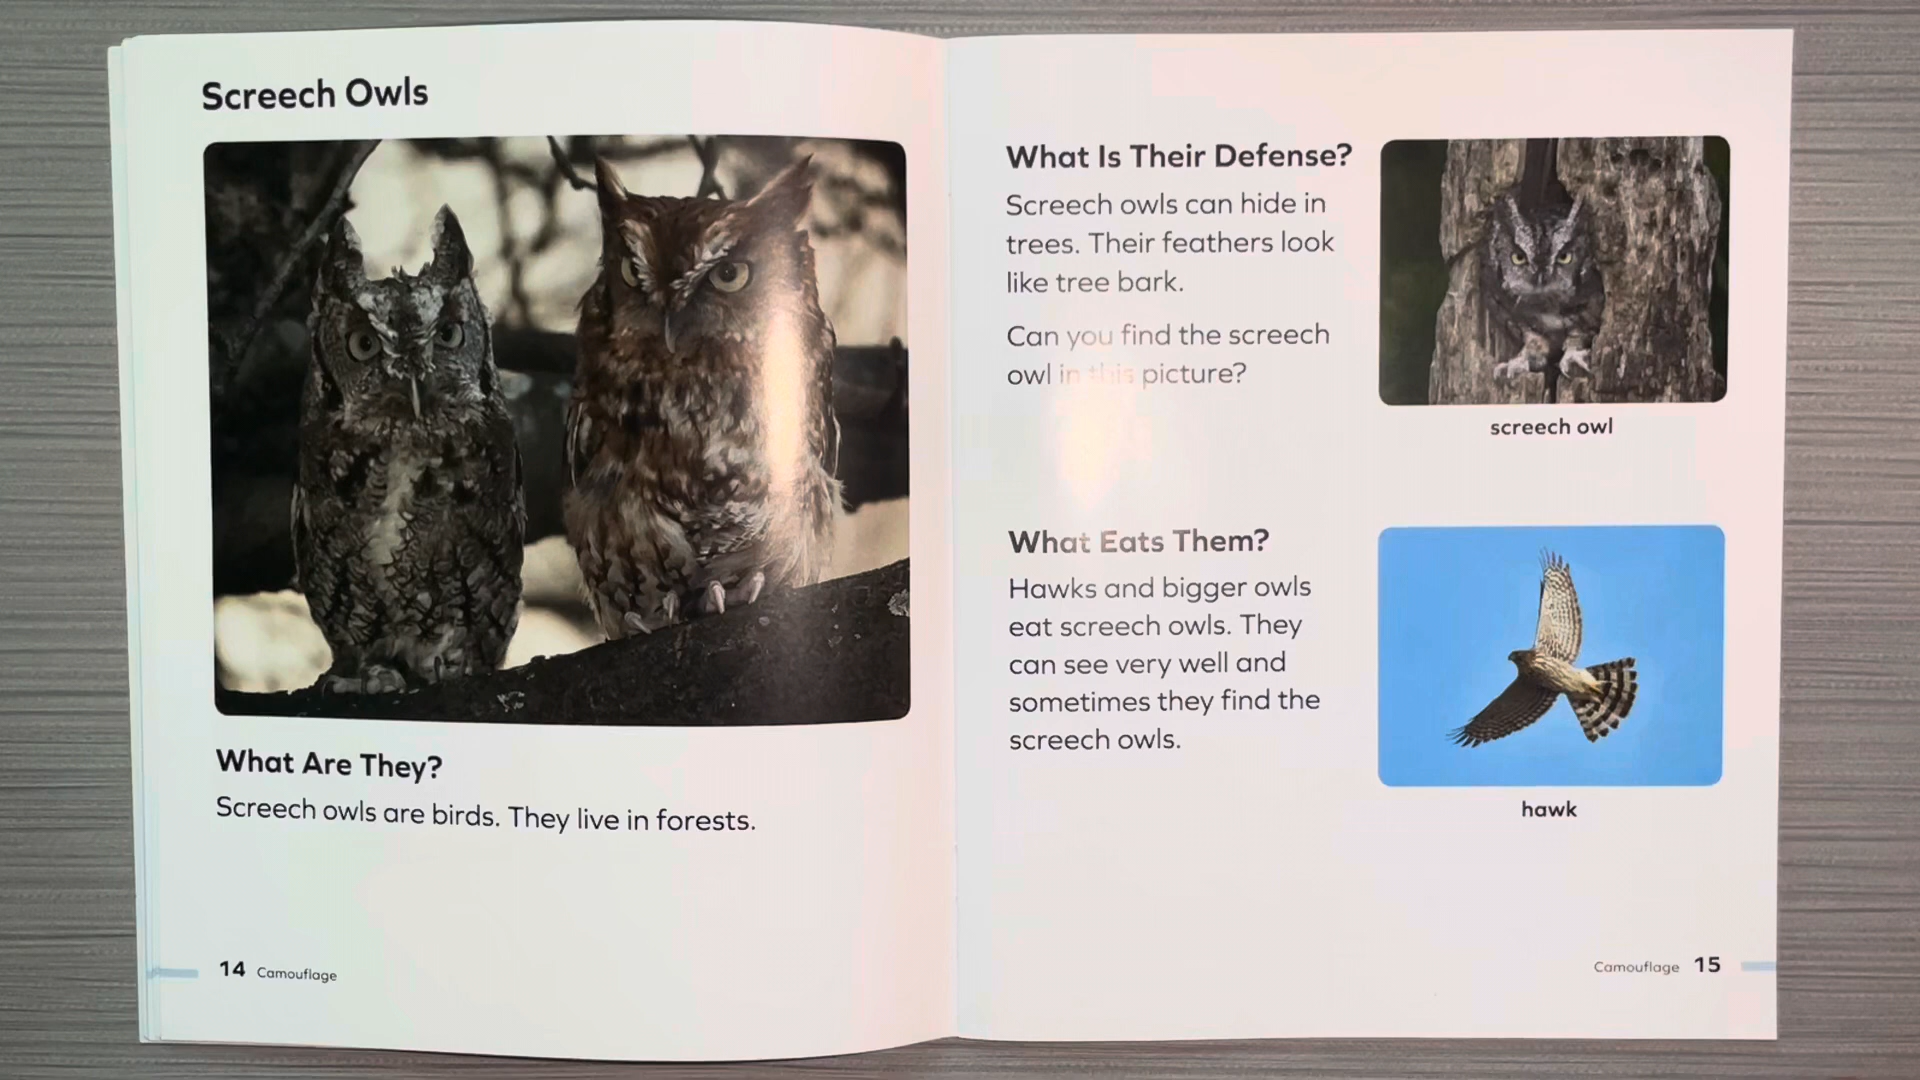 Screech Owls
What Are They?
Screech owls are birds. They live in forests.
14 Camouflage
What Is Their Defense?
Screech owls can hide in
trees. Their feathers look
like tree bark.
Can you find the screech
owl in this picture?
screech owl
What Eats Them?
Hawks and bigger owls
eat screech owls. They
can see very well and
sometimes they find the
screech owls.
hawk
Camouflage 15